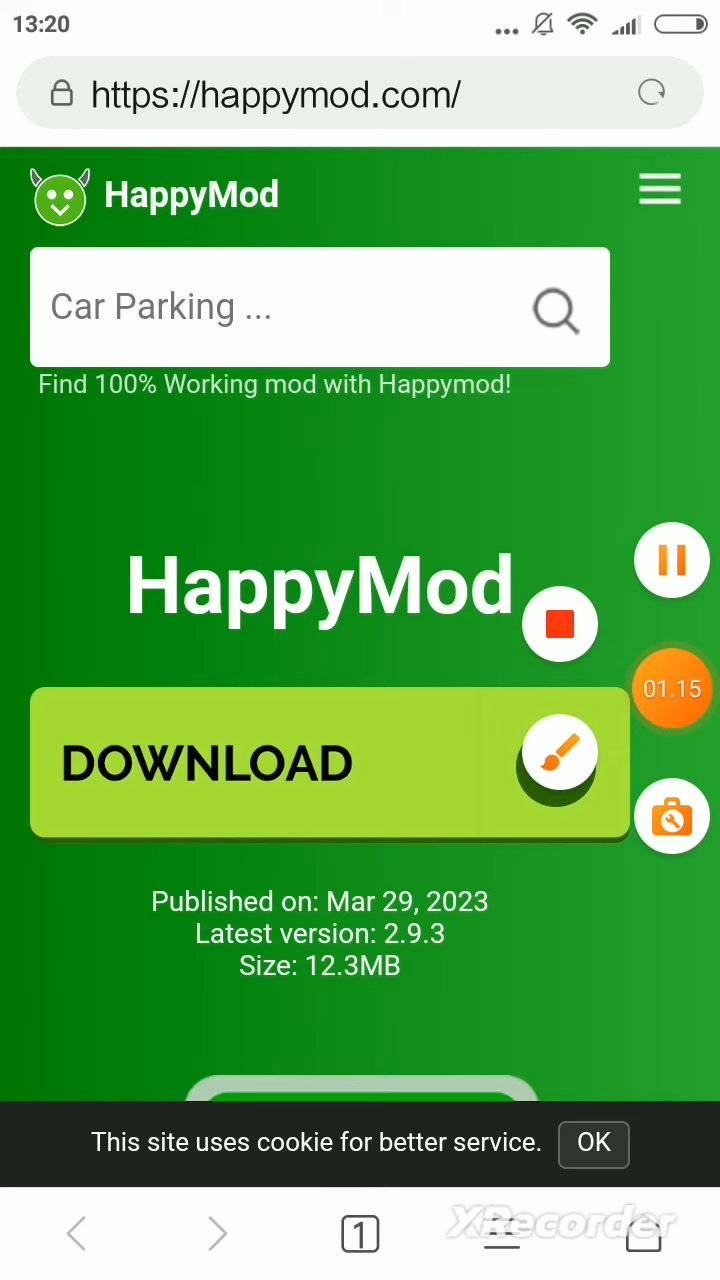 13:20
https://happymod.com/
HappyMod
Car Parking ...
Find 100% Working mod with Happymod!
HappyMod
01.15
DOWNLOAD
Published on: Mar 29, 2023
Latest version: 2.9.3
Size: 12.3MB
This site uses cookie for better service.
OK
1
XRecorder